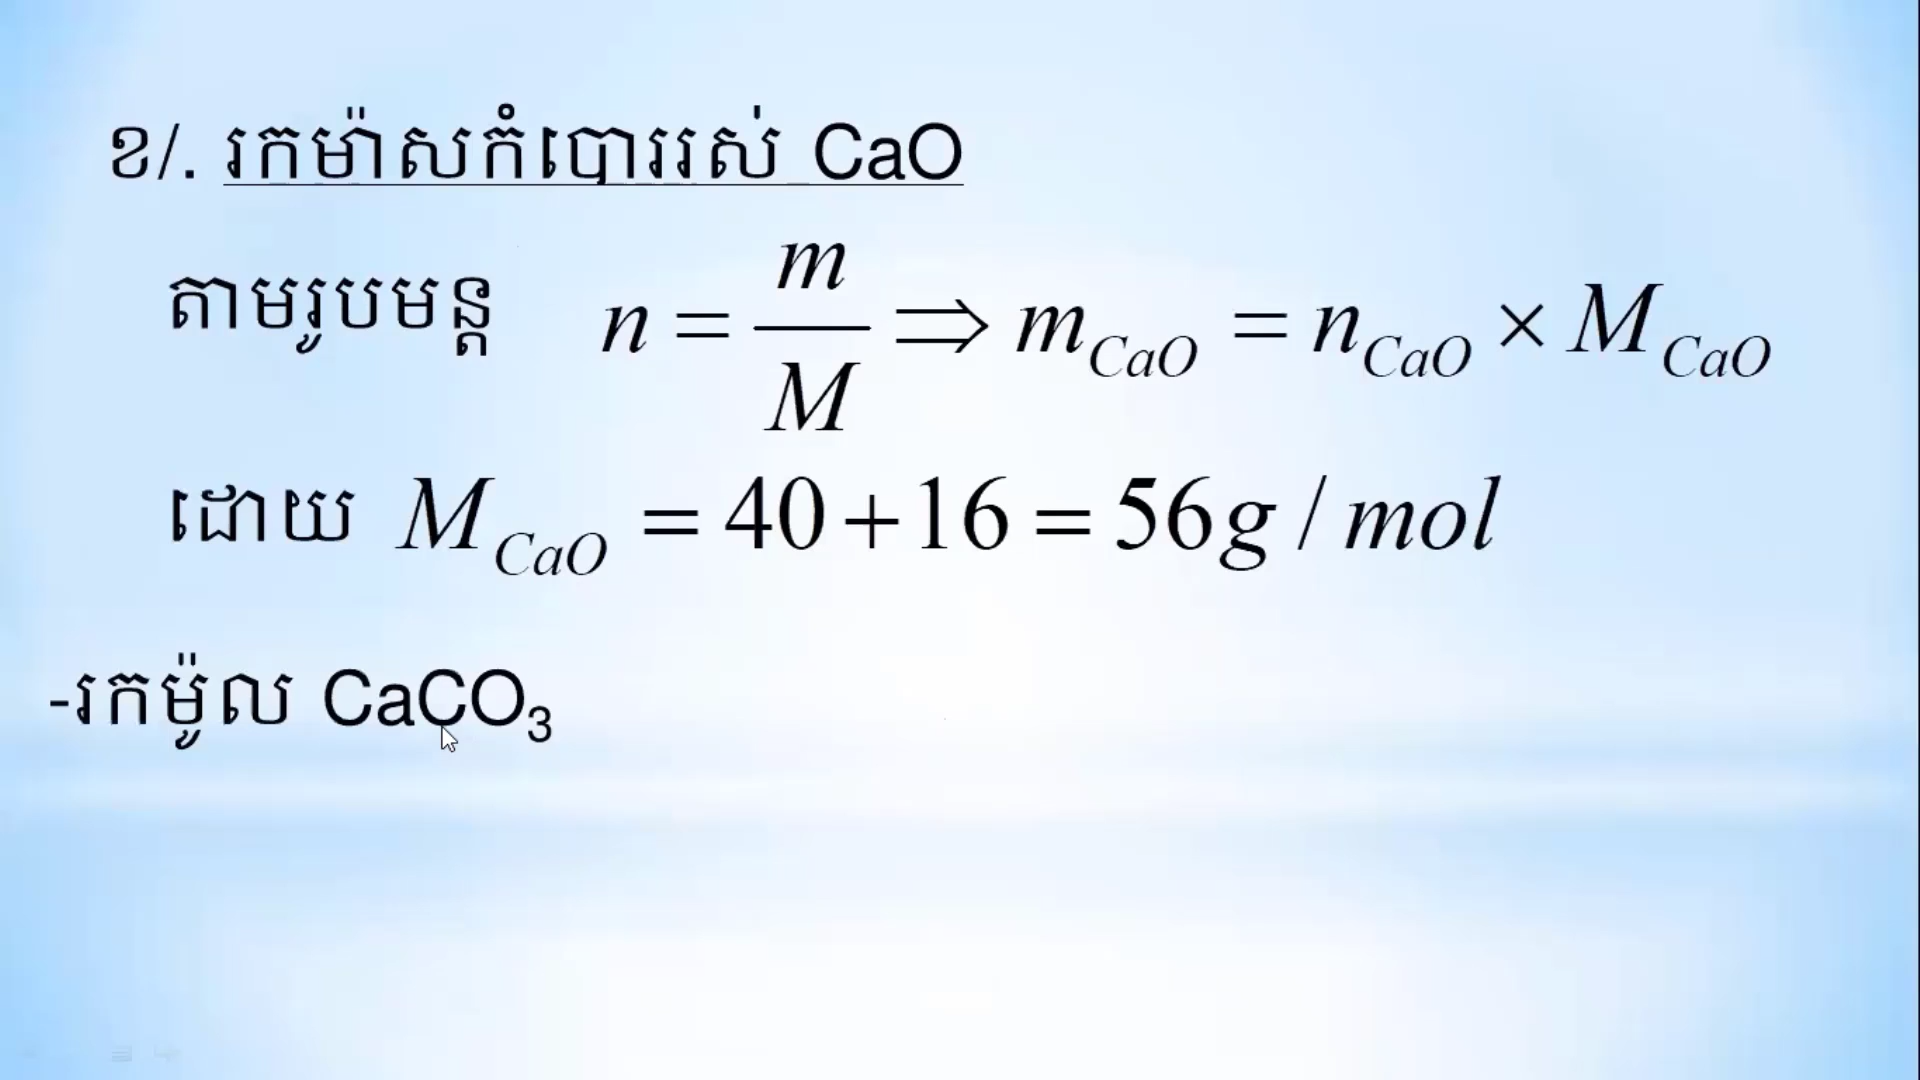 ខ/. រកម៉ាសកំបោររស់ CaO
តាមរូបមន្ត n = m/M ⇒ m_CaO = n_CaO × M_CaO
ដោយ M_CaO = 40 + 16 = 56 g / mol
-រកម៉ូល CaCO₃